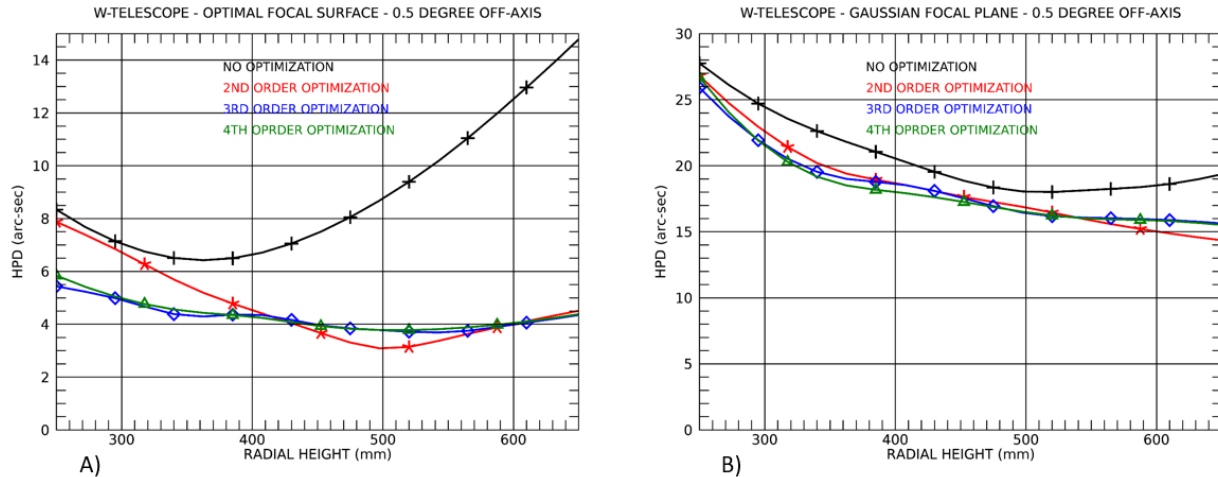 W-TELESCOPE - OPTIMAL FOCAL SURFACE - 0.5 DEGREE OFF-AXIS
14
12
10
8
6
4
2
0
HPD (arc-sec)
NO OPTIMIZATION
2ND ORDER OPTIMIZATION
3RD ORDER OPTIMIZATION
4TH OPRDER OPTIMIZATION
300
400
500
600
RADIAL HEIGHT (mm)
A)
W-TELESCOPE - GAUSSIAN FOCAL PLANE - 0.5 DEGREE OFF-AXIS
30
25
20
15
10
5
0
HPD (arc-sec)
NO OPTIMIZATION
2ND ORDER OPTIMIZATION
3RD ORDER OPTIMIZATION
4TH OPRDER OPTIMIZATION
300
400
500
600
RADIAL HEIGHT (mm)
B)